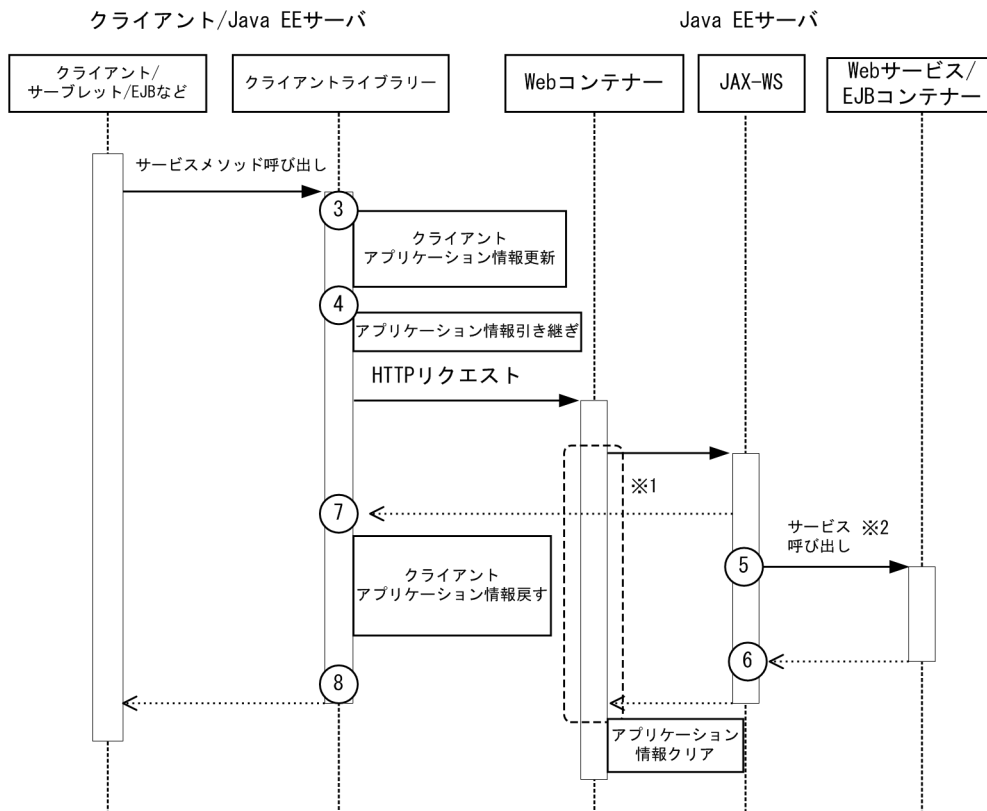 クライアント/Java EEサーバ
Java EEサーバ
クライアント/
サーブレット/EJBなど
クライアントライブラリー
Webコンテナー
JAX-WS
Webサービス/
EJBコンテナー
サービスメソッド呼び出し
3
クライアント
アプリケーション情報更新
4
アプリケーション情報引き継ぎ
HTTPリクエスト
※1
7
サービス ※2
呼び出し
5
クライアント
アプリケーション情報戻す
6
8
アプリケーション
情報クリア